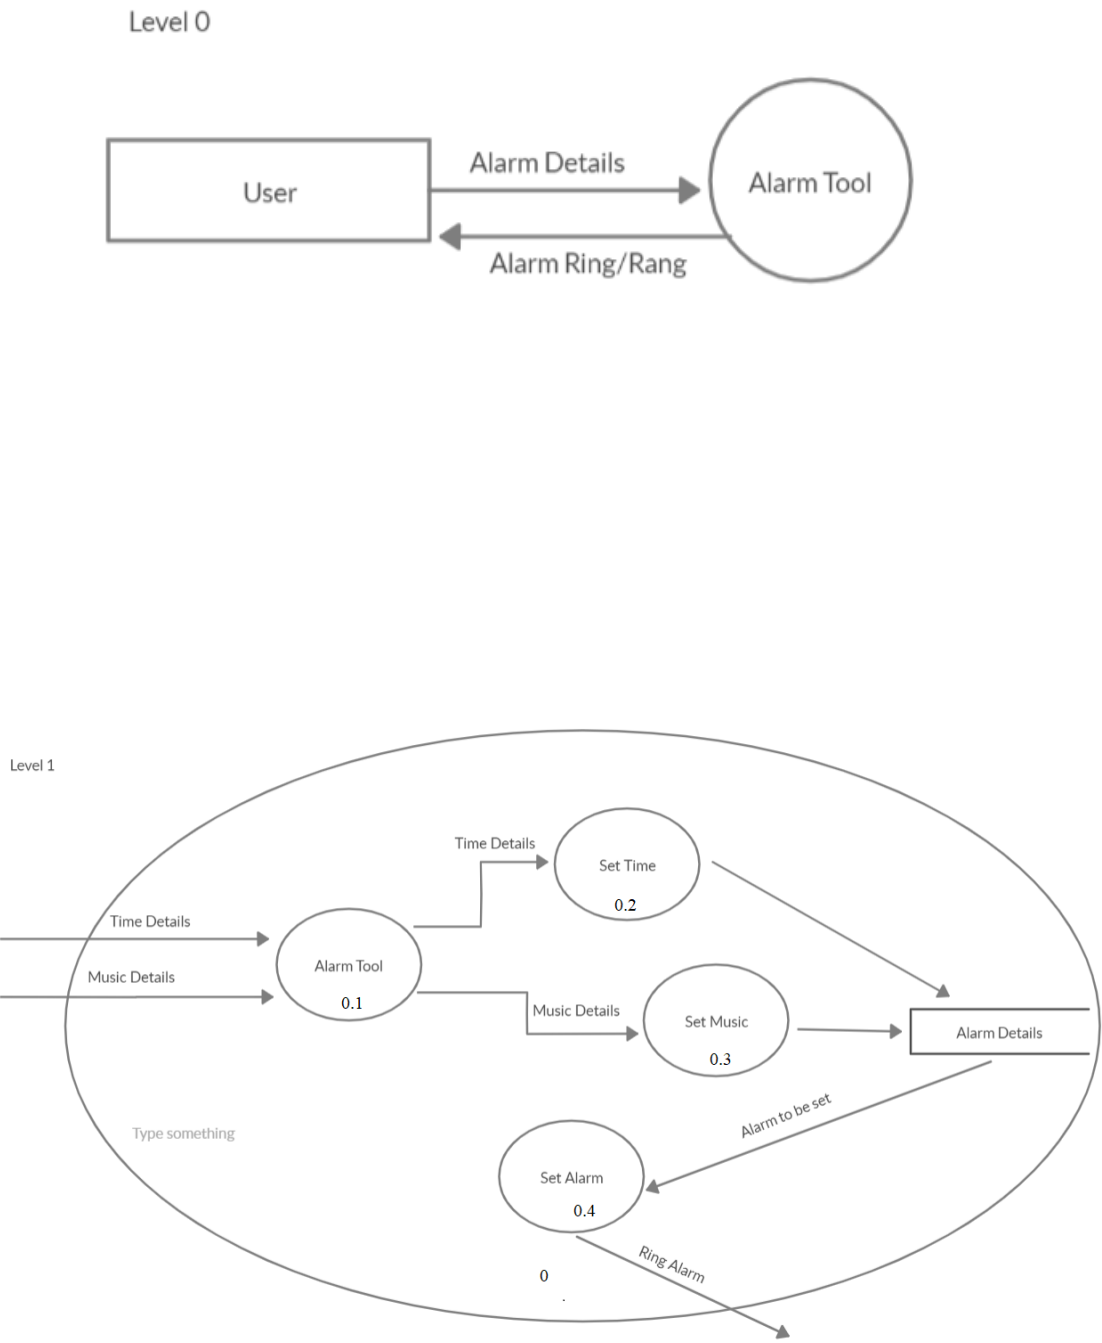 Level 0
User
Alarm Details
Alarm Tool
Alarm Ring/Rang
Level 1
Time Details
Set Time
0.2
Time Details
Music Details
Alarm Tool
0.1
Music Details
Set Music
0.3
Alarm Details
Alarm to be set
Type something
Set Alarm
0.4
Ring Alarm
0
.